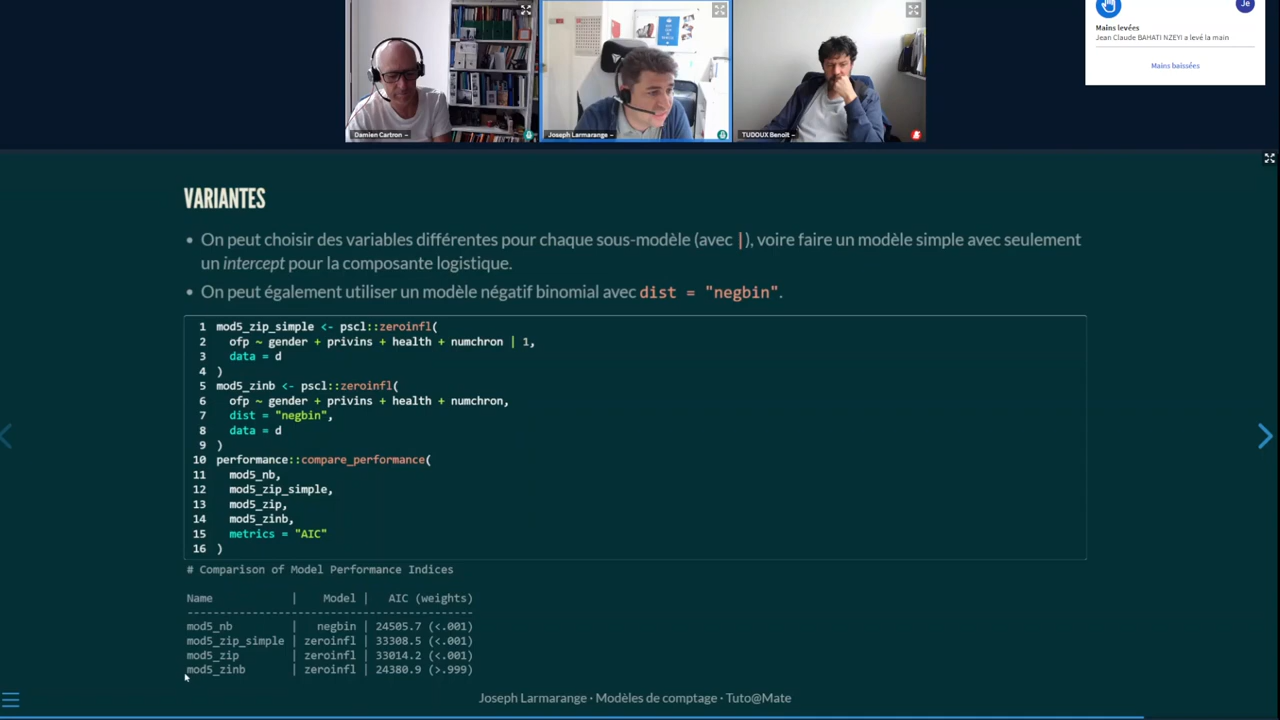 Mains levées
Jean Claude BAHATI NZEYI a levé la main
Mains baissées
Je
Damien Cartron
Joseph Larmarange
TUDOUX Benoit
VARIANTES
• On peut choisir des variables différentes pour chaque sous-modèle (avec |), voire faire un modèle simple avec seulement
un intercept pour la composante logistique.
• On peut également utiliser un modèle négatif binomial avec dist = "negbin".
1 mod5_zip_simple <- pscl::zeroinfl(
2 ofp ~ gender + privins + health + numchron | 1,
3 data = d
4 )
5 mod5_zinb <- pscl::zeroinfl(
6 ofp ~ gender + privins + health + numchron,
7 dist = "negbin",
8 data = d
9 )
10 performance::compare_performance(
11 mod5_nb,
12 mod5_zip_simple,
13 mod5_zip,
14 mod5_zinb,
15 metrics = "AIC"
16 )
# Comparison of Model Performance Indices
Name | Model | AIC (weights)
-----------------------------------------------
mod5_nb | negbin | 24505.7 (<.001)
mod5_zip_simple | zeroinfl | 33308.5 (<.001)
mod5_zip | zeroinfl | 33014.2 (<.001)
mod5_zinb | zeroinfl | 24380.9 (>.999)
Joseph Larmarange · Modèles de comptage · Tuto@Mate